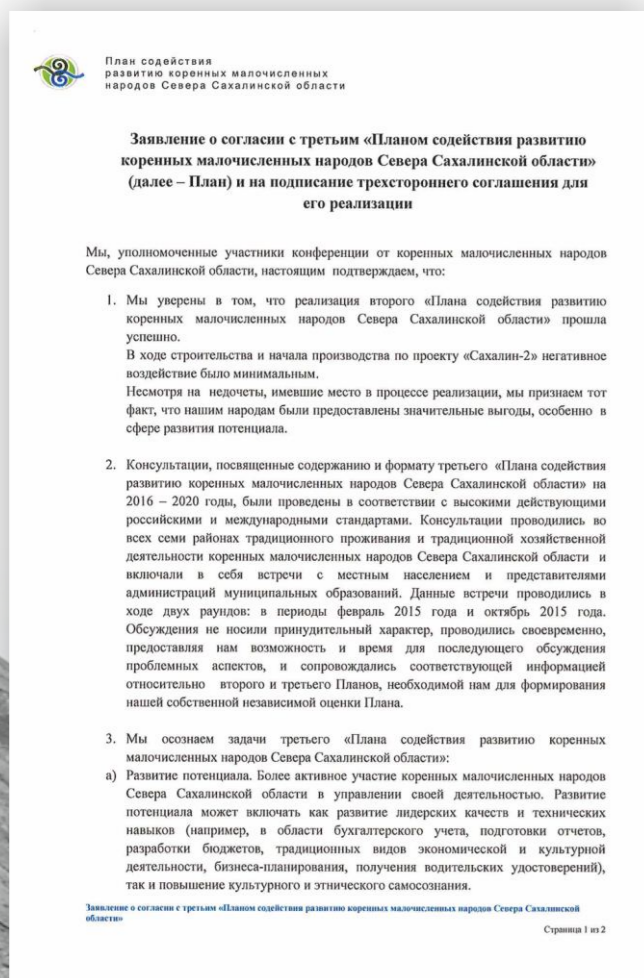 План содействия
развитию коренных малочисленных
народов Севера Сахалинской области
Заявление о согласии с третьим «Планом содействия развитию
коренных малочисленных народов Севера Сахалинской области»
(далее – План) и на подписание трехстороннего соглашения для
его реализации
Мы, уполномоченные участники конференции от коренных малочисленных народов
Севера Сахалинской области, настоящим подтверждаем, что:
1. Мы уверены в том, что реализация второго «Плана содействия развитию
коренных малочисленных народов Севера Сахалинской области» прошла
успешно.
В ходе строительства и начала производства по проекту «Сахалин-2» негативное
воздействие было минимальным.
Несмотря на недочеты, имевшие место в процессе реализации, мы признаем тот
факт, что нашим народам были предоставлены значительные выгоды, особенно в
сфере развития потенциала.
2. Консультации, посвященные содержанию и формату третьего «Плана содействия
развитию коренных малочисленных народов Севера Сахалинской области» на
2016 – 2020 годы, были проведены в соответствии с высокими действующими
российскими и международными стандартами. Консультации проводились во
всех семи районах традиционного проживания и традиционной хозяйственной
деятельности коренных малочисленных народов Севера Сахалинской области и
включали в себя встречи с местным населением и представителями
администраций муниципальных образований. Данные встречи проводились в
ходе двух раундов: в периоды февраль 2015 года и октябрь 2015 года.
Обсуждения не носили принудительный характер, проводились своевременно,
предоставляя нам возможность и время для последующего обсуждения
проблемных аспектов, и сопровождались соответствующей информацией
относительно второго и третьего Планов, необходимой нам для формирования
нашей собственной независимой оценки Плана.
3. Мы осознаем задачи третьего «Плана содействия развитию коренных
малочисленных народов Севера Сахалинской области»:
а) Развитие потенциала. Более активное участие коренных малочисленных народов
Севера Сахалинской области в управлении своей деятельностью. Развитие
потенциала может включать как развитие лидерских качеств и технических
навыков (например, в области бухгалтерского учета, подготовки отчетов,
разработки бюджетов, традиционных видов экономической и культурной
деятельности, бизнеса-планирования, получения водительских удостоверений),
так и повышение культурного и этнического самосознания.
Заявление о согласии с третьим «Планом содействия развитию коренных малочисленных народов Севера Сахалинской
области»
Страница 1 из 2